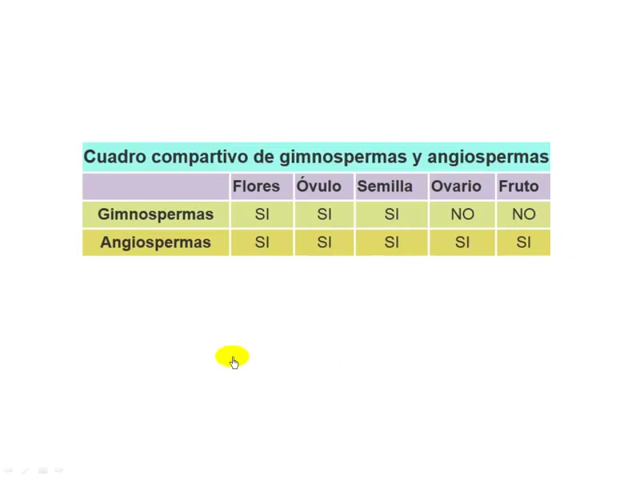 Cuadro compartivo de gimnospermas y angiospermas
Flores Óvulo Semilla Ovario Fruto
Gimnospermas SI SI SI NO NO
Angiospermas SI SI SI SI SI